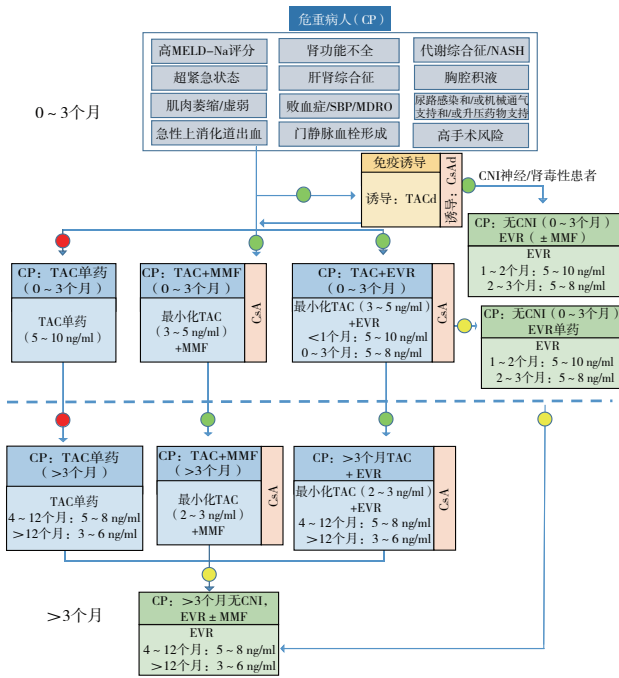 危重病人（CP）
高MELD-Na评分
肾功能不全
代谢综合征/NASH
超紧急状态
肝肾综合征
胸腔积液
肌肉萎缩/虚弱
败血症/SBP/MDRO
尿路感染和/或机械通气
支持和/或升压药物支持
急性上消化道出血
门静脉血栓形成
高手术风险
0～3个月
免疫诱导
诱导：TACd
诱导：CsAd
CNI神经/肾毒性患者
CP：无CNI（0～3个月）
EVR（±MMF）
EVR
1～2个月：5～10 ng/ml
2～3个月：5～8 ng/ml
CP：TAC单药
（0～3个月）
TAC单药
（5～10 ng/ml）
CP：TAC+MMF
（0～3个月）
最小化TAC
（3～5 ng/ml）
+MMF
CsA
CP：TAC+EVR
（0～3个月）
最小化TAC（3～5 ng/ml）
+EVR
<1个月：5～10 ng/ml
0～3个月：5～8 ng/ml
CsA
CP：无CNI（0～3个月）
EVR单药
EVR
1～2个月：5～10 ng/ml
2～3个月：5～8 ng/ml
CP：TAC单药
（>3个月）
TAC单药
4～12个月：5～8 ng/ml
>12个月：3～6 ng/ml
CP：TAC+MMF
（>3个月）
最小化TAC
（2～3 ng/ml）
+MMF
CsA
CP：>3个月TAC
+EVR
最小化TAC（2～3 ng/ml）
+EVR
4～12个月：5～8 ng/ml
>12个月：3～6 ng/ml
CsA
>3个月
CP：>3个月无CNI，
EVR±MMF
EVR
4～12个月：5～8 ng/ml
>12个月：3～6 ng/ml